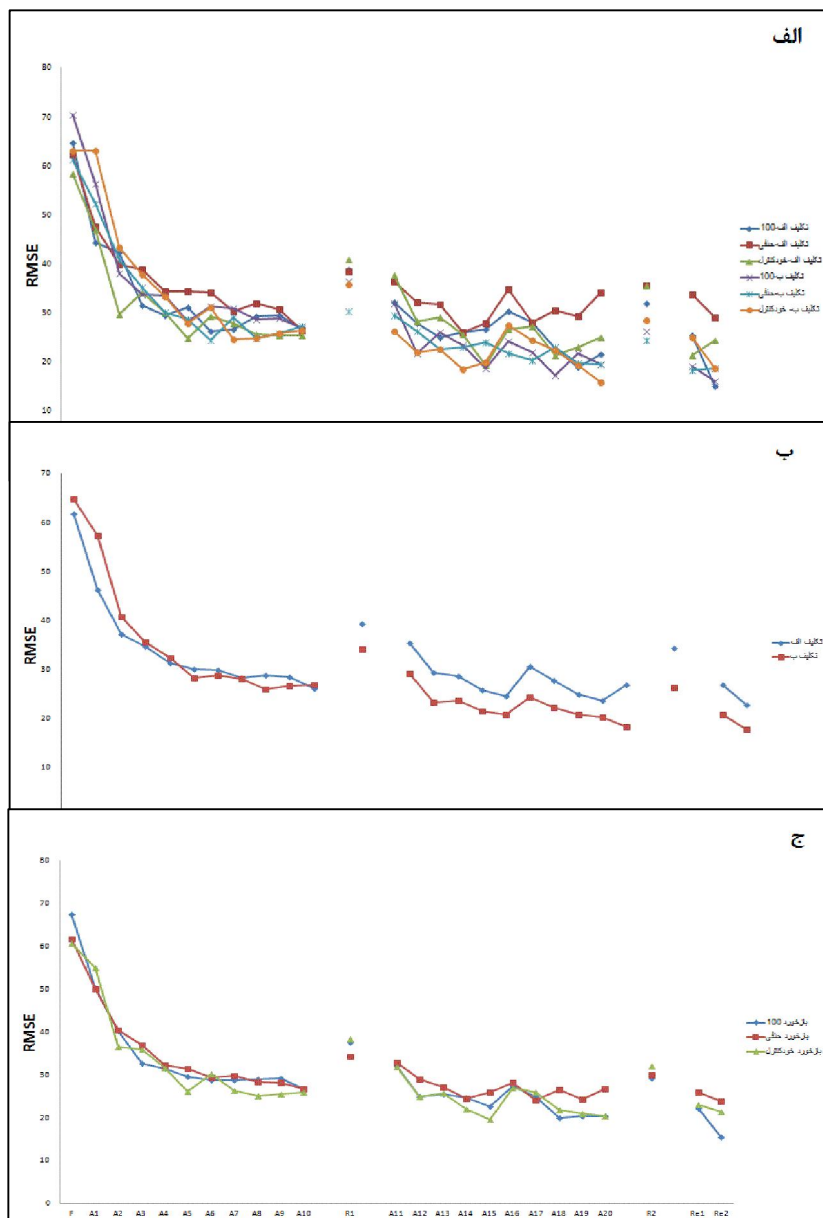 الف
80
70
60
50
40
30
20
10
RMSE
تکلیف الف-100
تکلیف الف-خنثی
تکلیف الف-خودکنترل
تکلیف ب-100
تکلیف ب-خنثی
تکلیف ب- خودکنترل
ب
70
60
50
40
30
20
10
RMSE
تکلیف الف
تکلیف ب
ج
80
70
60
50
40
30
20
10
0
RMSE
بازخورد 100
بازخورد خنثی
بازخورد خودکنترل
P A1 A2 A3 A4 A5 A6 A7 A8 A9 A10 R1 A11 A12 A13 A14 A15 A16 A17 A18 A19 A20 R2 Re1 Re2